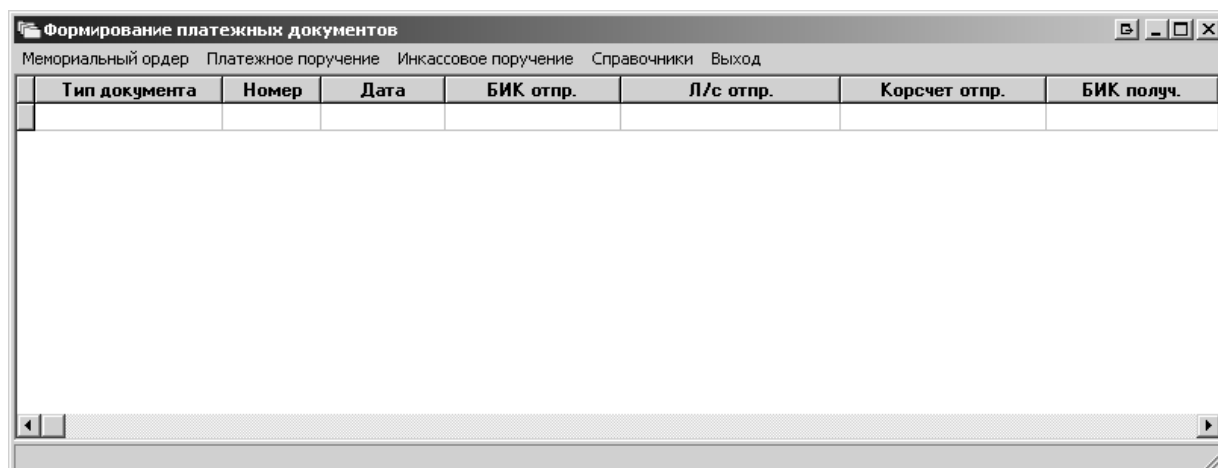 Формирование платежных документов
Мемориальный ордер Платежное поручение Инкассовое поручение Справочники Выход
Тип документа Номер Дата БИК отпр. Л/с отпр. Корсчет отпр. БИК получ.